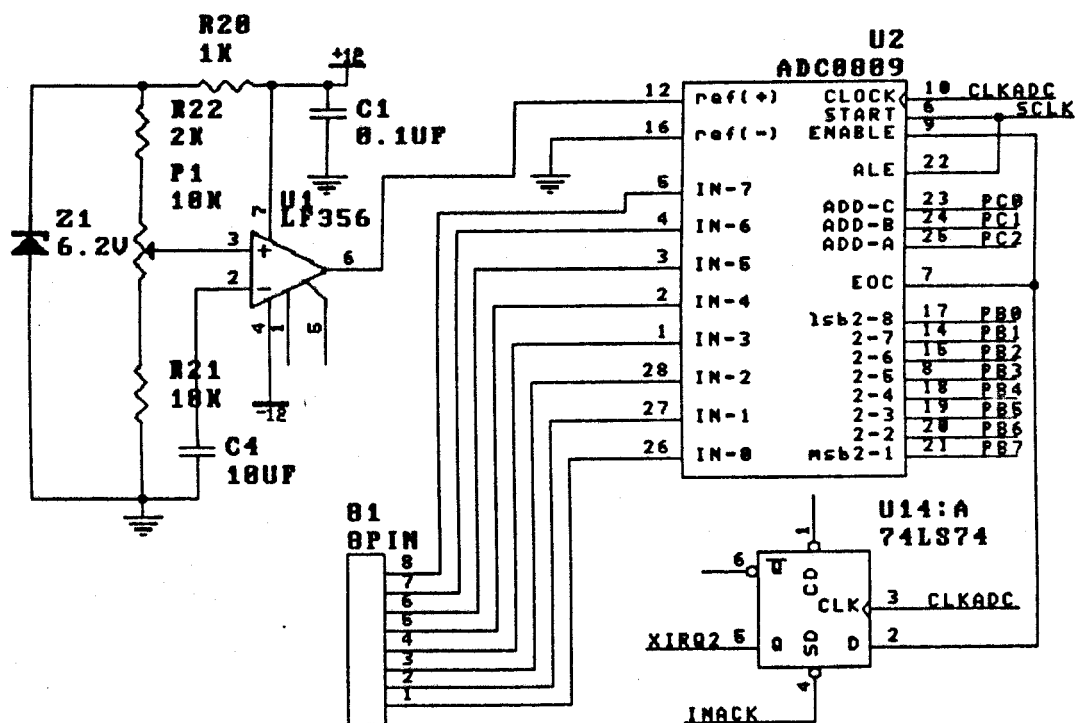 R20
1K
+12
R22
2K
C1
0.1UF
P1
10K
U1
LF356
Z1
6.2V
7
3
+
2
-
6
4
1
5
R21
10K
-12
C4
10UF
U2
ADC0809
12 ref(+)
16 ref(-)
5 IN-7
4 IN-6
3 IN-5
2 IN-4
1 IN-3
28 IN-2
27 IN-1
26 IN-0
CLOCK 10 CLKADC
START 6 SCLK
ENABLE 9
ALE 22
ADD-C 23 PC0
ADD-B 24 PC1
ADD-A 25 PC2
EOC 7
lsb2-8 17 PB0
2-7 14 PB1
2-6 15 PB2
2-5 8 PB3
2-4 18 PB4
2-3 19 PB5
2-2 20 PB6
msb2-1 21 PB7
B1
8PIN
8
7
6
5
4
3
2
1
U14:A
74LS74
1
6 Q
CD
CLK 3 CLKADC
XIRQ2 5 Q
SD
D 2
4
INACK